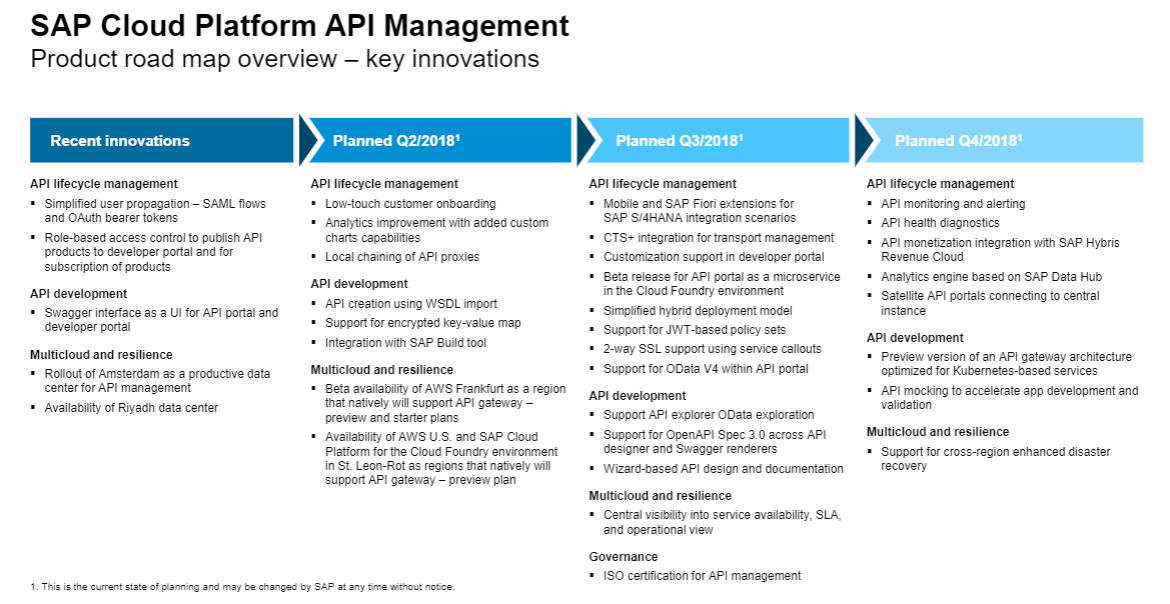 SAP Cloud Platform API Management
Product road map overview – key innovations
Recent innovations
API lifecycle management
▪ Simplified user propagation – SAML flows
and OAuth bearer tokens
▪ Role-based access control to publish API
products to developer portal and for
subscription of products
API development
▪ Swagger interface as a UI for API portal and
developer portal
Multicloud and resilience
▪ Rollout of Amsterdam as a productive data
center for API management
▪ Availability of Riyadh data center
Planned Q2/2018¹
API lifecycle management
▪ Low-touch customer onboarding
▪ Analytics improvement with added custom
charts capabilities
▪ Local chaining of API proxies
API development
▪ API creation using WSDL import
▪ Support for encrypted key-value map
▪ Integration with SAP Build tool
Multicloud and resilience
▪ Beta availability of AWS Frankfurt as a region
that natively will support API gateway –
preview and starter plans
▪ Availability of AWS U.S. and SAP Cloud
Platform for the Cloud Foundry environment
in St. Leon-Rot as regions that natively will
support API gateway – preview plan
Planned Q3/2018¹
API lifecycle management
▪ Mobile and SAP Fiori extensions for
SAP S/4HANA integration scenarios
▪ CTS+ integration for transport management
▪ Customization support in developer portal
▪ Beta release for API portal as a microservice
in the Cloud Foundry environment
▪ Simplified hybrid deployment model
▪ Support for JWT-based policy sets
▪ 2-way SSL support using service callouts
▪ Support for OData V4 within API portal
API development
▪ Support API explorer OData exploration
▪ Support for OpenAPI Spec 3.0 across API
designer and Swagger renderers
▪ Wizard-based API design and documentation
Multicloud and resilience
▪ Central visibility into service availability, SLA,
and operational view
Governance
▪ ISO certification for API management
Planned Q4/2018¹
API lifecycle management
▪ API monitoring and alerting
▪ API health diagnostics
▪ API monetization integration with SAP Hybris
Revenue Cloud
▪ Analytics engine based on SAP Data Hub
▪ Satellite API portals connecting to central
instance
API development
▪ Preview version of an API gateway architecture
optimized for Kubernetes-based services
▪ API mocking to accelerate app development and
validation
Multicloud and resilience
▪ Support for cross-region enhanced disaster
recovery
1. This is the current state of planning and may be changed by SAP at any time without notice.